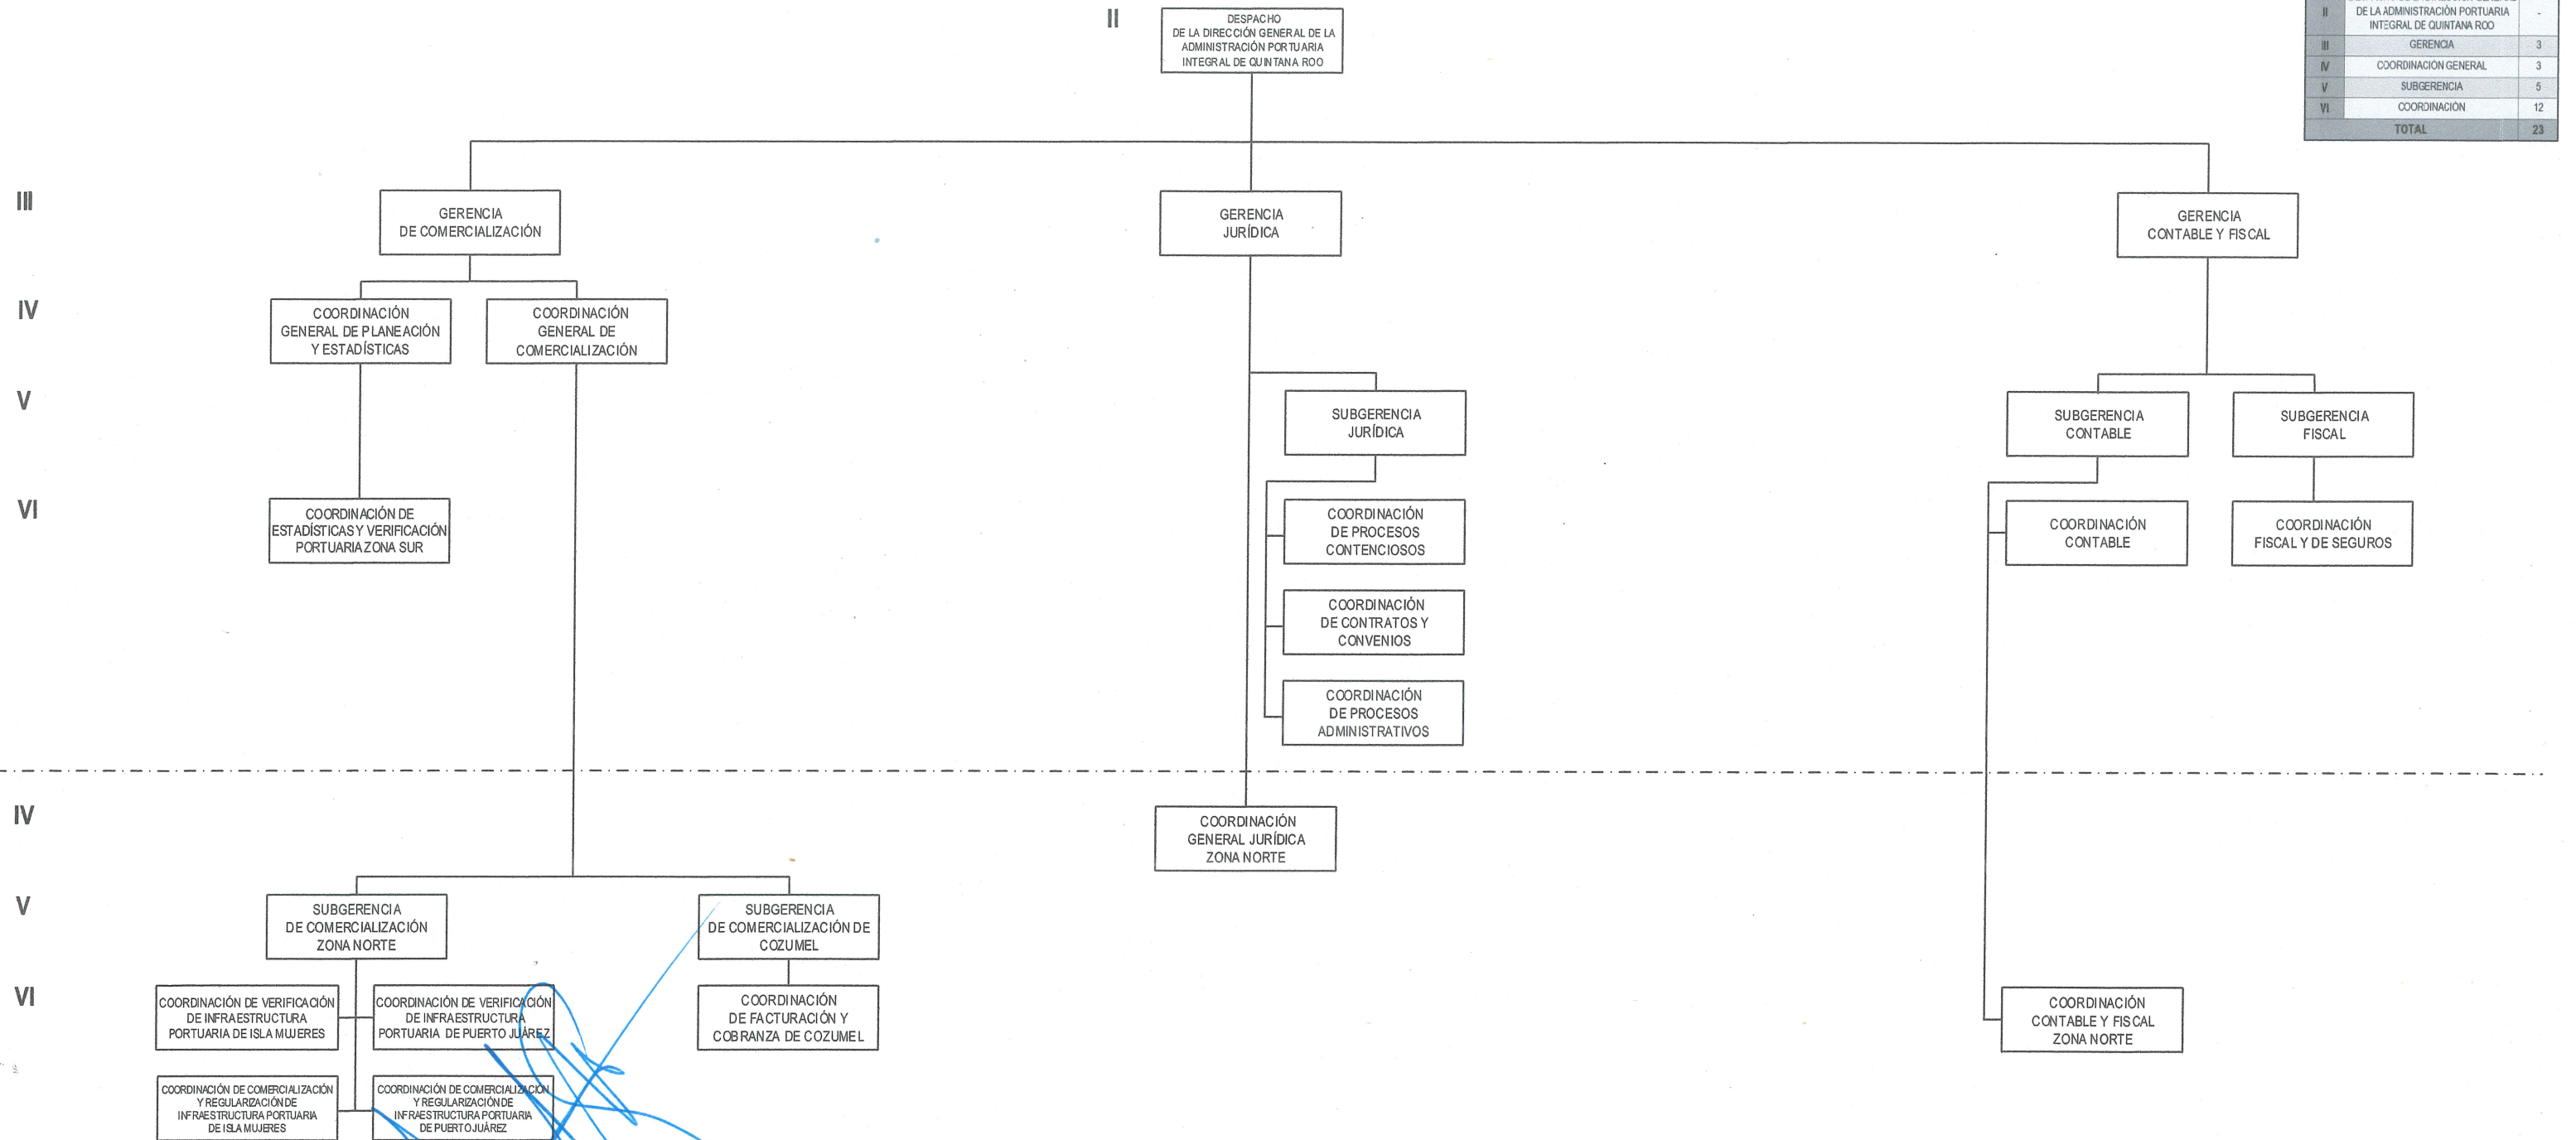 II
DESPACHO
DE LA DIRECCIÓN GENERAL DE LA
ADMINISTRACIÓN PORTUARIA
INTEGRAL DE QUINTANA ROO
II
DE LA ADMINISTRACIÓN PORTUARIA
INTEGRAL DE QUINTANA ROO
-
III GERENCIA 3
IV COORDINACIÓN GENERAL 3
V SUBGERENCIA 5
VI COORDINACIÓN 12
TOTAL 23
III
GERENCIA
DE COMERCIALIZACIÓN
GERENCIA
JURÍDICA
GERENCIA
CONTABLE Y FISCAL
IV
COORDINACIÓN
GENERAL DE PLANEACIÓN
Y ESTADÍSTICAS
COORDINACIÓN
GENERAL DE
COMERCIALIZACIÓN
V
SUBGERENCIA
JURÍDICA
SUBGERENCIA
CONTABLE
SUBGERENCIA
FISCAL
VI
COORDINACIÓN DE
ESTADÍSTICAS Y VERIFICACIÓN
PORTUARIA ZONA SUR
COORDINACIÓN
DE PROCESOS
CONTENCIOSOS
COORDINACIÓN
CONTABLE
COORDINACIÓN
FISCAL Y DE SEGUROS
COORDINACIÓN
DE CONTRATOS Y
CONVENIOS
COORDINACIÓN
DE PROCESOS
ADMINISTRATIVOS
IV
COORDINACIÓN
GENERAL JURÍDICA
ZONA NORTE
V
SUBGERENCIA
DE COMERCIALIZACIÓN
ZONA NORTE
SUBGERENCIA
DE COMERCIALIZACIÓN DE
COZUMEL
VI
COORDINACIÓN DE VERIFICACIÓN
DE INFRAESTRUCTURA
PORTUARIA DE ISLA MUJERES
COORDINACIÓN DE VERIFICACIÓN
DE INFRAESTRUCTURA
PORTUARIA DE PUERTO JUÁREZ
COORDINACIÓN
DE FACTURACIÓN Y
COBRANZA DE COZUMEL
COORDINACIÓN
CONTABLE Y FISCAL
ZONA NORTE
COORDINACIÓN DE COMERCIALIZACIÓN
Y REGULARIZACIÓN DE
INFRAESTRUCTURA PORTUARIA
DE ISLA MUJERES
COORDINACIÓN DE COMERCIALIZACIÓN
Y REGULARIZACIÓN DE
INFRAESTRUCTURA PORTUARIA
DE PUERTO JUÁREZ